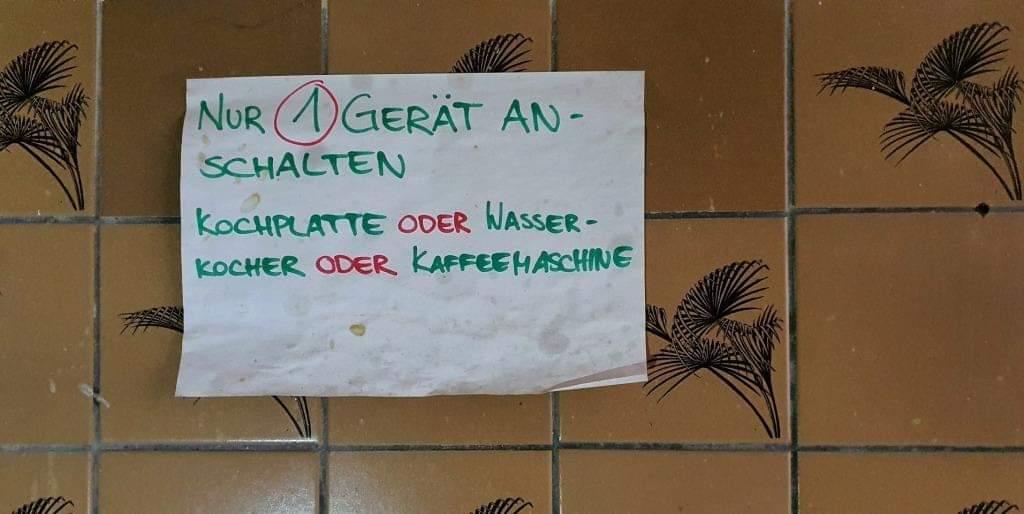 NUR 1 GERÄT AN-
SCHALTEN
KOCHPLATTE ODER WASSER-
KOCHER ODER KAFFEEMASCHINE